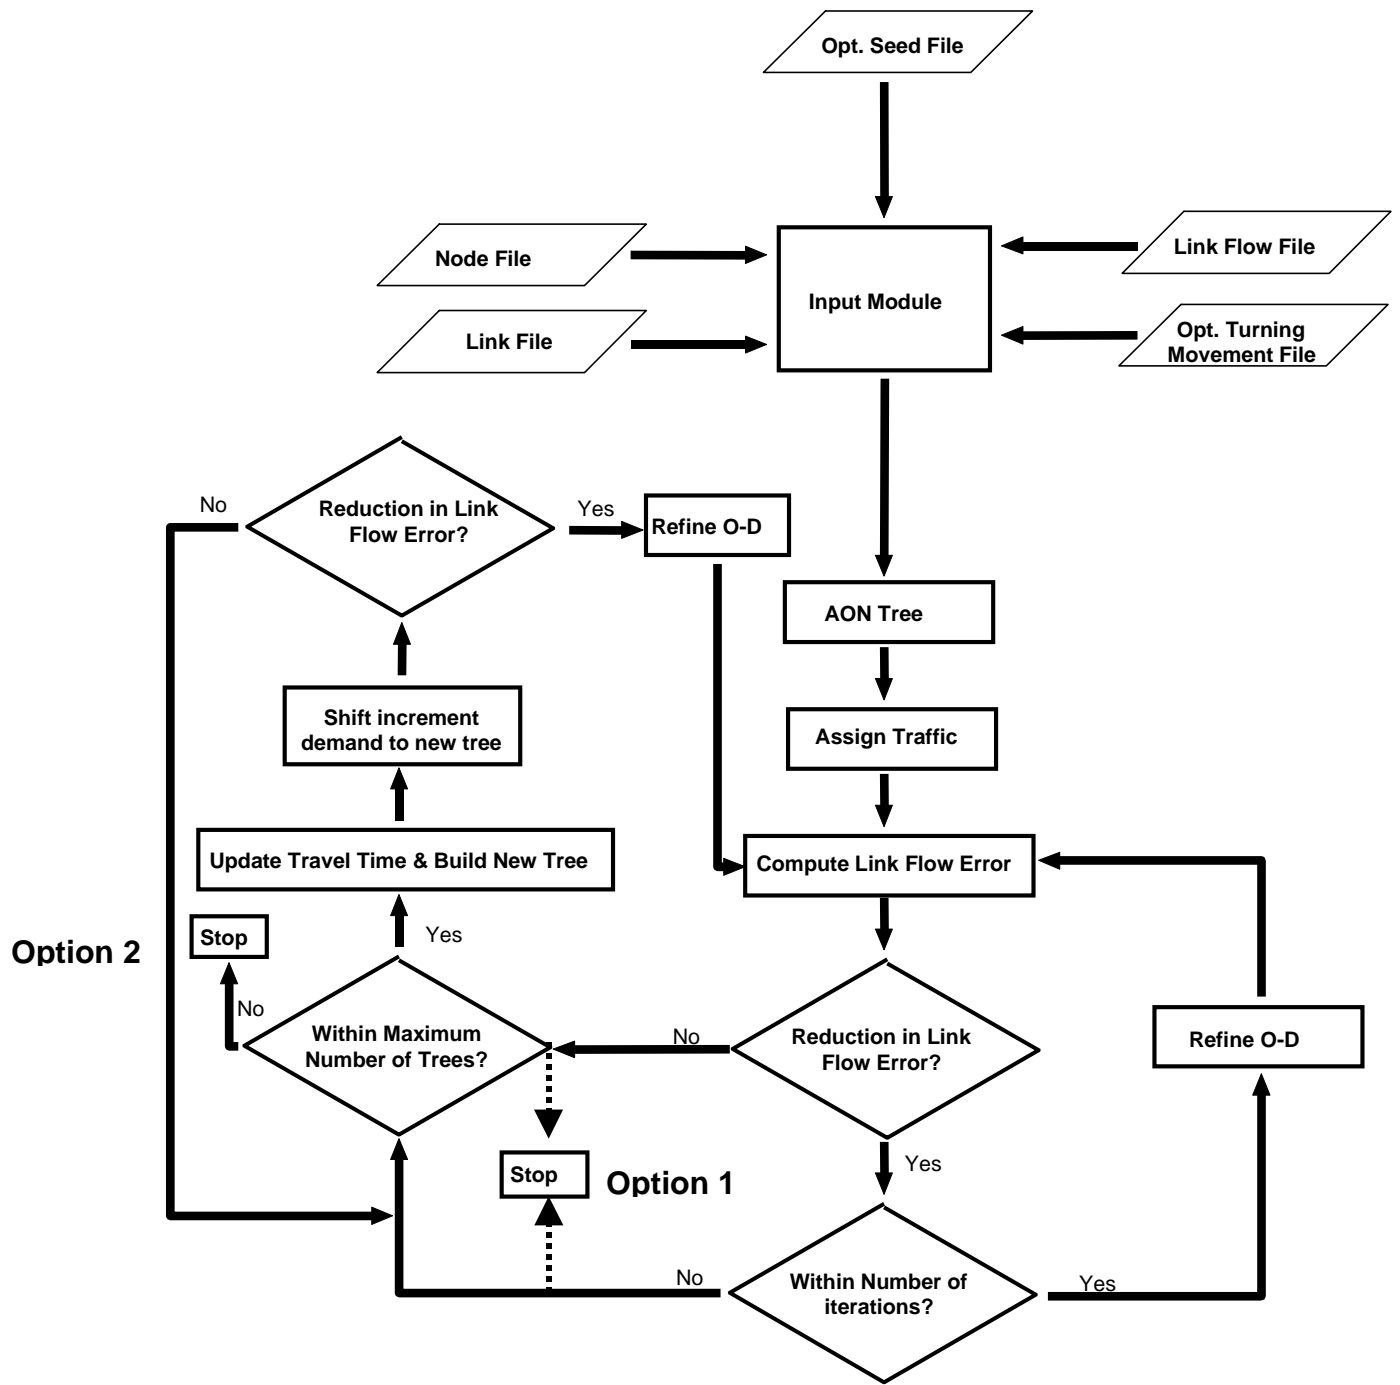 Opt. Seed File
Node File
Link Flow File
Input Module
Link File
Opt. Turning
Movement File
No
Reduction in Link
Flow Error?
Yes
Refine O-D
AON Tree
Shift increment
demand to new tree
Assign Traffic
Update Travel Time & Build New Tree
Compute Link Flow Error
Option 2
Stop
Yes
No
Within Maximum
Number of Trees?
No
Reduction in Link
Flow Error?
Refine O-D
Stop
Option 1
Yes
No
Within Number of
iterations?
Yes